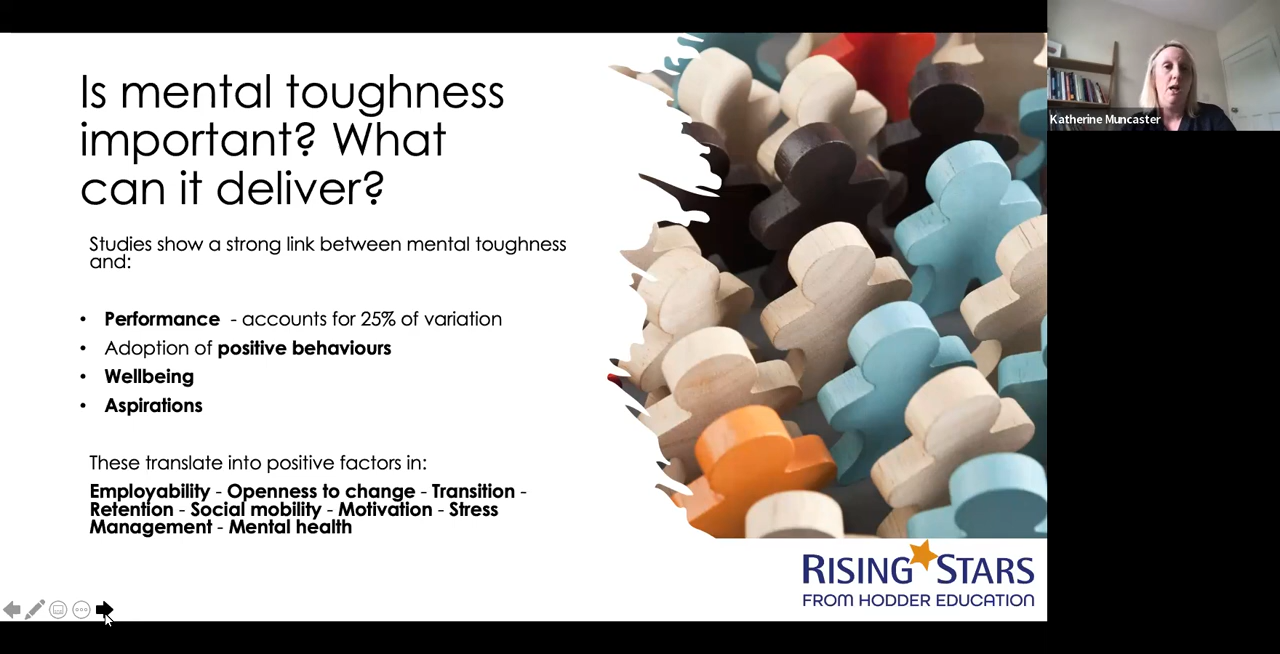 Is mental toughness
important? What
can it deliver?
Studies show a strong link between mental toughness
and:
• Performance - accounts for 25% of variation
• Adoption of positive behaviours
• Wellbeing
• Aspirations
These translate into positive factors in:
Employability - Openness to change - Transition -
Retention - Social mobility - Motivation - Stress
Management - Mental health
RISING STARS
FROM HODDER EDUCATION
Katherine Muncaster